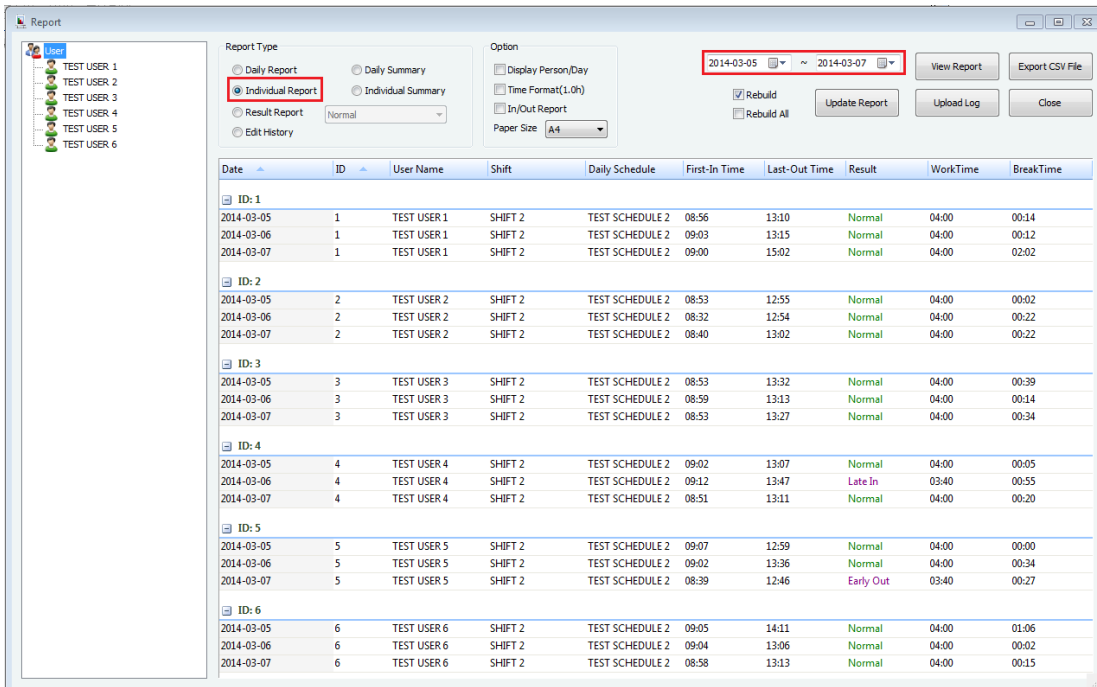 Report
User
TEST USER 1
TEST USER 2
TEST USER 3
TEST USER 4
TEST USER 5
TEST USER 6
Report Type
Daily Report Daily Summary
Individual Report Individual Summary
Result Report Normal
Edit History
Option
Display Person/Day
Time Format(1.0h)
In/Out Report
Paper Size A4
2014-03-05 ~ 2014-03-07
Rebuild
Rebuild All
Update Report
View Report Export CSV File
Upload Log Close
Date ID User Name Shift Daily Schedule First-In Time Last-Out Time Result WorkTime BreakTime
ID: 1
2014-03-05 1 TEST USER 1 SHIFT 2 TEST SCHEDULE 2 08:56 13:10 Normal 04:00 00:14
2014-03-06 1 TEST USER 1 SHIFT 2 TEST SCHEDULE 2 09:03 13:15 Normal 04:00 00:12
2014-03-07 1 TEST USER 1 SHIFT 2 TEST SCHEDULE 2 09:00 15:02 Normal 04:00 02:02
ID: 2
2014-03-05 2 TEST USER 2 SHIFT 2 TEST SCHEDULE 2 08:53 12:55 Normal 04:00 00:02
2014-03-06 2 TEST USER 2 SHIFT 2 TEST SCHEDULE 2 08:32 12:54 Normal 04:00 00:22
2014-03-07 2 TEST USER 2 SHIFT 2 TEST SCHEDULE 2 08:40 13:02 Normal 04:00 00:22
ID: 3
2014-03-05 3 TEST USER 3 SHIFT 2 TEST SCHEDULE 2 08:53 13:32 Normal 04:00 00:39
2014-03-06 3 TEST USER 3 SHIFT 2 TEST SCHEDULE 2 08:59 13:13 Normal 04:00 00:14
2014-03-07 3 TEST USER 3 SHIFT 2 TEST SCHEDULE 2 08:53 13:27 Normal 04:00 00:34
ID: 4
2014-03-05 4 TEST USER 4 SHIFT 2 TEST SCHEDULE 2 09:02 13:07 Normal 04:00 00:05
2014-03-06 4 TEST USER 4 SHIFT 2 TEST SCHEDULE 2 09:12 13:47 Late In 03:40 00:55
2014-03-07 4 TEST USER 4 SHIFT 2 TEST SCHEDULE 2 08:51 13:11 Normal 04:00 00:20
ID: 5
2014-03-05 5 TEST USER 5 SHIFT 2 TEST SCHEDULE 2 09:07 12:59 Normal 04:00 00:00
2014-03-06 5 TEST USER 5 SHIFT 2 TEST SCHEDULE 2 09:02 13:36 Normal 04:00 00:34
2014-03-07 5 TEST USER 5 SHIFT 2 TEST SCHEDULE 2 08:39 12:46 Early Out 03:40 00:27
ID: 6
2014-03-05 6 TEST USER 6 SHIFT 2 TEST SCHEDULE 2 09:05 14:11 Normal 04:00 01:06
2014-03-06 6 TEST USER 6 SHIFT 2 TEST SCHEDULE 2 09:04 13:06 Normal 04:00 00:02
2014-03-07 6 TEST USER 6 SHIFT 2 TEST SCHEDULE 2 08:58 13:13 Normal 04:00 00:15